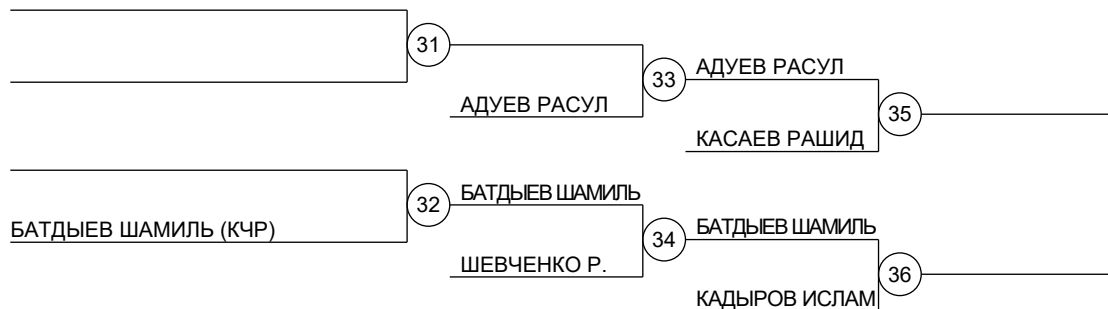 31
33
АДУЕВ РАСУЛ
АДУЕВ РАСУЛ
35
КАСАЕВ РАШИД
32
БАТДЫЕВ ШАМИЛЬ
БАТДЫЕВ ШАМИЛЬ (КЧР)
34
БАТДЫЕВ ШАМИЛЬ
ШЕВЧЕНКО Р.
36
КАДЫРОВ ИСЛАМ